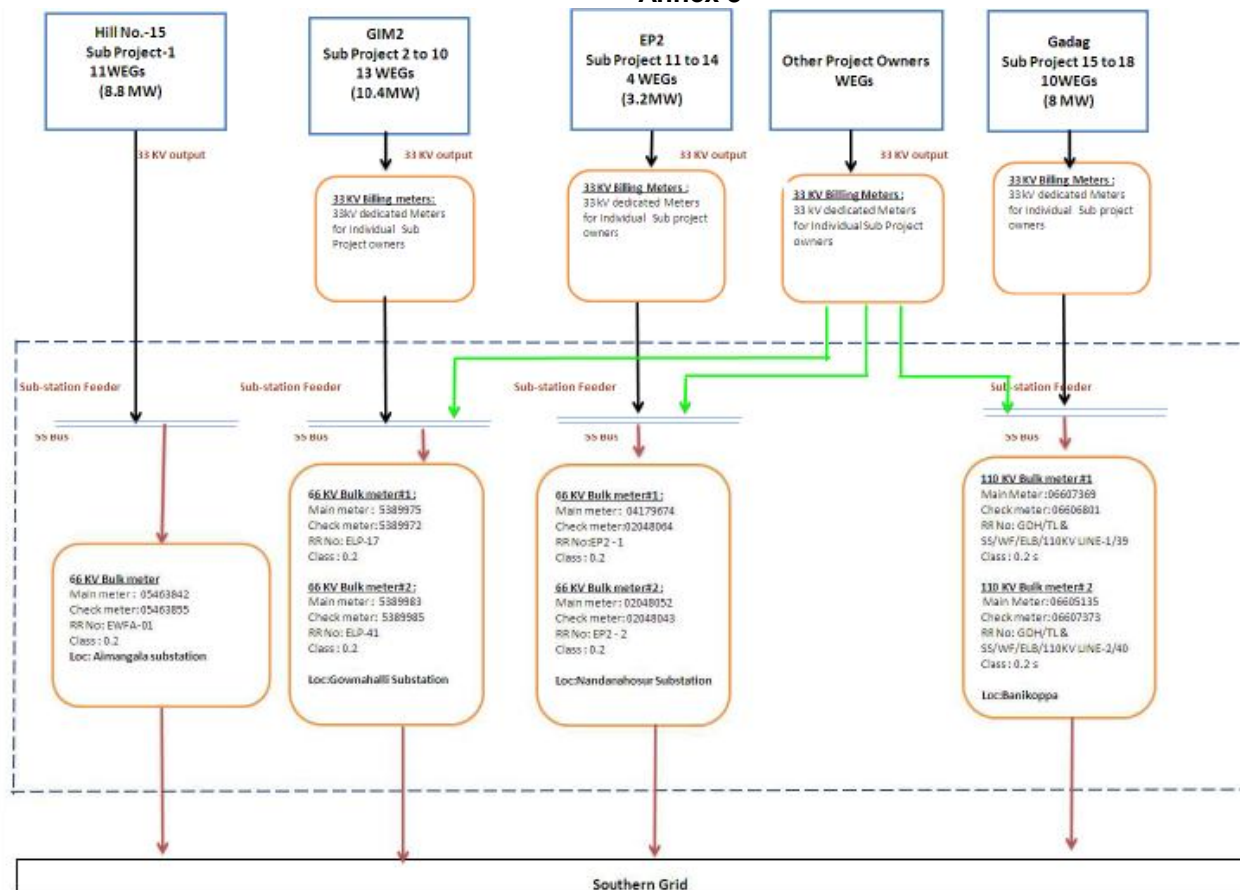 Hill No.-15
Sub Project-1
11WEGs
(8.8 MW)
GIM2
Sub Project 2 to 10
13 WEGs
(10.4MW)
EP2
Sub Project 11 to 14
4 WEGs
(3.2MW)
Other Project Owners
WEGs
Gadag
Sub Project 15 to 18
10WEGs
(8 MW)
33 KV output
33 KV output
33 KV output
33 KV output
33 KV Billing meters:
33kV dedicated Meters
for Individual Sub
Project owners
33 KV Billing Meters :
33kV dedicated Meters
for Individual Sub project
owners
33 KV Billing Meters :
33 kV dedicated Meters
for Individual Sub Project
owners
33 KV Billing Meters :
33 kV dedicated Meters
for Individual Sub project
owners
Sub-station Feeder
Sub-station Feeder
Sub-station Feeder
Sub-station Feeder
SS Bus
SS Bus
SS Bus
SS Bus
66 KV Bulk meter
Main meter : 05463842
Check meter:05463895
RR No: EWFA-01
Class : 0.2
Loc: Aimangala substation
66 KV Bulk meter#1:
Main meter : 5389975
Check meter:5389972
RR No: ELP-17
Class : 0.2
66 KV Bulk meter#2:
Main meter : 5389983
Check meter: 5389985
RR No: ELP-41
Class : 0.2
Loc:Gownahalli Substation
66 KV Bulk meter#1:
Main meter : 04179674
Check meter:02048064
RR No:EP2 - 1
Class : 0.2
66 KV Bulk meter#2:
Main meter : 02048052
Check meter:02048043
RR No: EP2 - 2
Class : 0.2
Loc:Nandanahosur Substation
110 KV Bulk meter #1
Main Meter :06607369
Check meter:06606801
RR No: GDH/TL &
SS/WF/ELB/110KV LINE-1/39
Class : 0.2 s
110 KV Bulk meter# 2
Main Meter :06605135
Check meter:06607373
RR No: GDH/TL &
SS/WF/ELB/110KV LINE-2/40
Class : 0.2 s
Loc:Banikoppa
Southern Grid